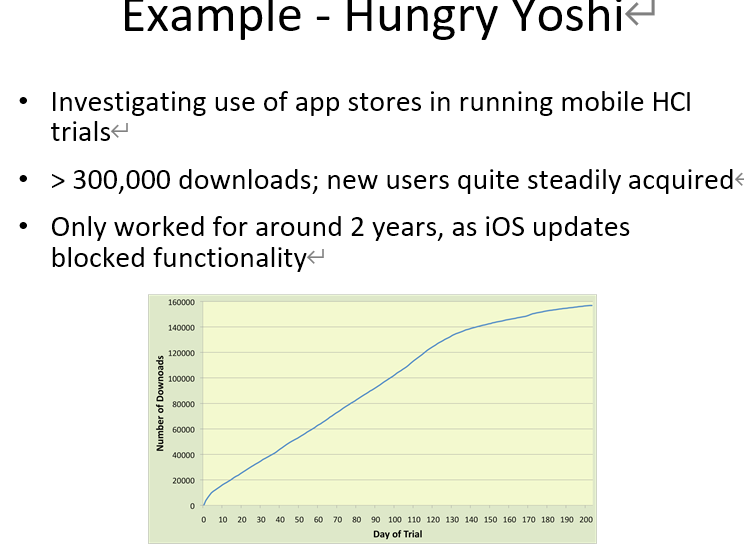 Example - Hungry Yoshi↵
• Investigating use of app stores in running mobile HCI
trials↵
• > 300,000 downloads; new users quite steadily acquired↵
• Only worked for around 2 years, as iOS updates
blocked functionality↵
160000
140000
120000
100000
80000
60000
40000
20000
0
Number of Downoads
0 10 20 30 40 50 60 70 80 90 100 110 120 130 140 150 160 170 180 190 200
Day of Trial